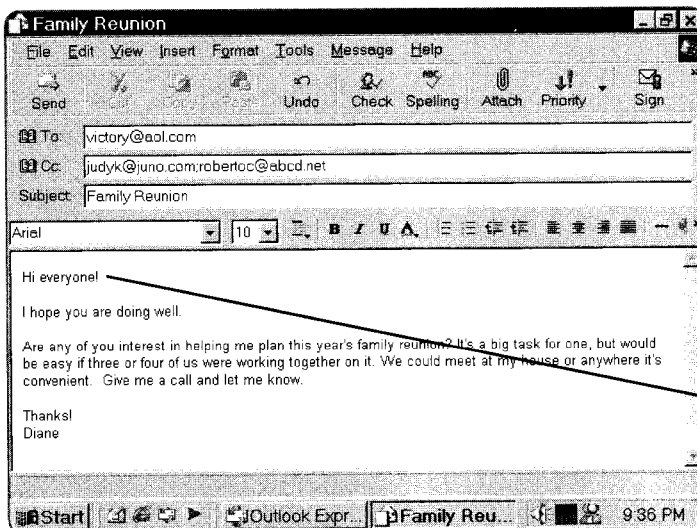 Family Reunion
File Edit View Insert Format Tools Message Help
Send Cut Copy Paste Undo Check Spelling Attach Priority Sign
To: victory@aol.com
Cc: judyk@juno.com;robertoc@abcd.net
Subject: Family Reunion
Arial 10 B I U A
Hi everyone!
I hope you are doing well.
Are any of you interest in helping me plan this year's family reunion? It's a big task for one, but would
be easy if three or four of us were working together on it. We could meet at my house or anywhere it's
convenient. Give me a call and let me know.
Thanks!
Diane
Start Outlook Expr... Family Reu... 9:36 PM